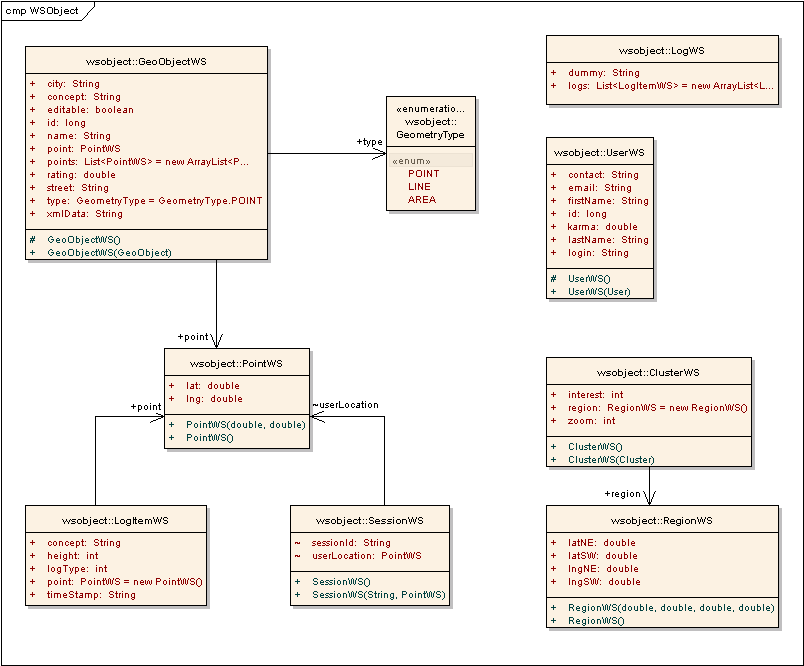 cmp WSObject
wsobject::GeoObjectWS
+ city: String
+ concept: String
+ editable: boolean
+ id: long
+ name: String
+ point: PointWS
+ points: List<PointWS> = new ArrayList<P...
+ rating: double
+ street: String
+ type: GeometryType = GeometryType.POINT
+ xmlData: String
# GeoObjectWS()
+ GeoObjectWS(GeoObject)
+type
«enumeratio...
wsobject::
GeometryType
«enum»
POINT
LINE
AREA
wsobject::LogWS
+ dummy: String
+ logs: List<LogItemWS> = new ArrayList<L...
wsobject::UserWS
+ contact: String
+ email: String
+ firstName: String
+ id: long
+ karma: double
+ lastName: String
+ login: String
# UserWS()
+ UserWS(User)
+point
wsobject::PointWS
+ lat: double
+ lng: double
+ PointWS(double, double)
+ PointWS()
+point
~userLocation
wsobject::ClusterWS
+ interest: int
+ region: RegionWS = new RegionWS()
+ zoom: int
+ ClusterWS()
+ ClusterWS(Cluster)
+region
wsobject::LogItemWS
+ concept: String
+ height: int
+ logType: int
+ point: PointWS = new PointWS()
+ timeStamp: String
wsobject::SessionWS
~ sessionId: String
~ userLocation: PointWS
+ SessionWS()
+ SessionWS(String, PointWS)
wsobject::RegionWS
+ latNE: double
+ latSW: double
+ lngNE: double
+ lngSW: double
+ RegionWS(double, double, double, double)
+ RegionWS()